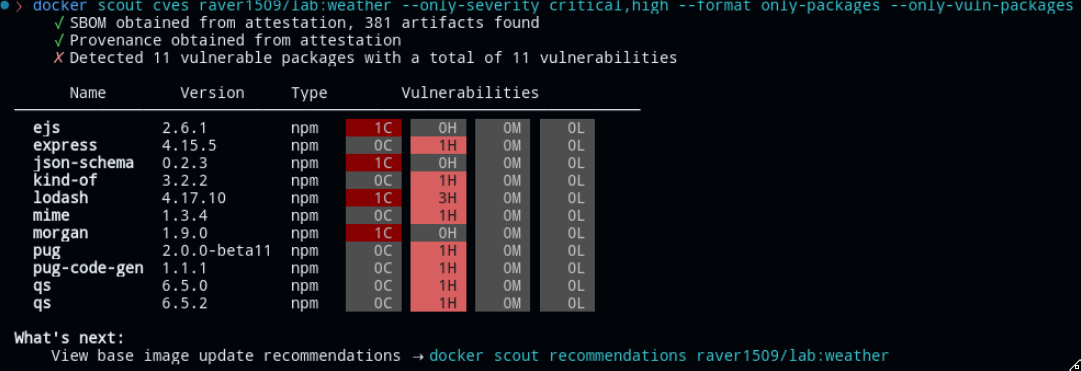 ❯ docker scout cves raver1509/lab:weather --only-severity critical,high --format only-packages --only-vuln-packages
✓ SBOM obtained from attestation, 381 artifacts found
✓ Provenance obtained from attestation
✗ Detected 11 vulnerable packages with a total of 11 vulnerabilities
Name Version Type Vulnerabilities
ejs 2.6.1 npm 1C 0H 0M 0L
express 4.15.5 npm 0C 1H 0M 0L
json-schema 0.2.3 npm 1C 0H 0M 0L
kind-of 3.2.2 npm 0C 1H 0M 0L
lodash 4.17.10 npm 1C 3H 0M 0L
mime 1.3.4 npm 0C 1H 0M 0L
morgan 1.9.0 npm 1C 0H 0M 0L
pug 2.0.0-beta11 npm 0C 1H 0M 0L
pug-code-gen 1.1.1 npm 0C 1H 0M 0L
qs 6.5.0 npm 0C 1H 0M 0L
qs 6.5.2 npm 0C 1H 0M 0L
What's next:
View base image update recommendations → docker scout recommendations raver1509/lab:weather